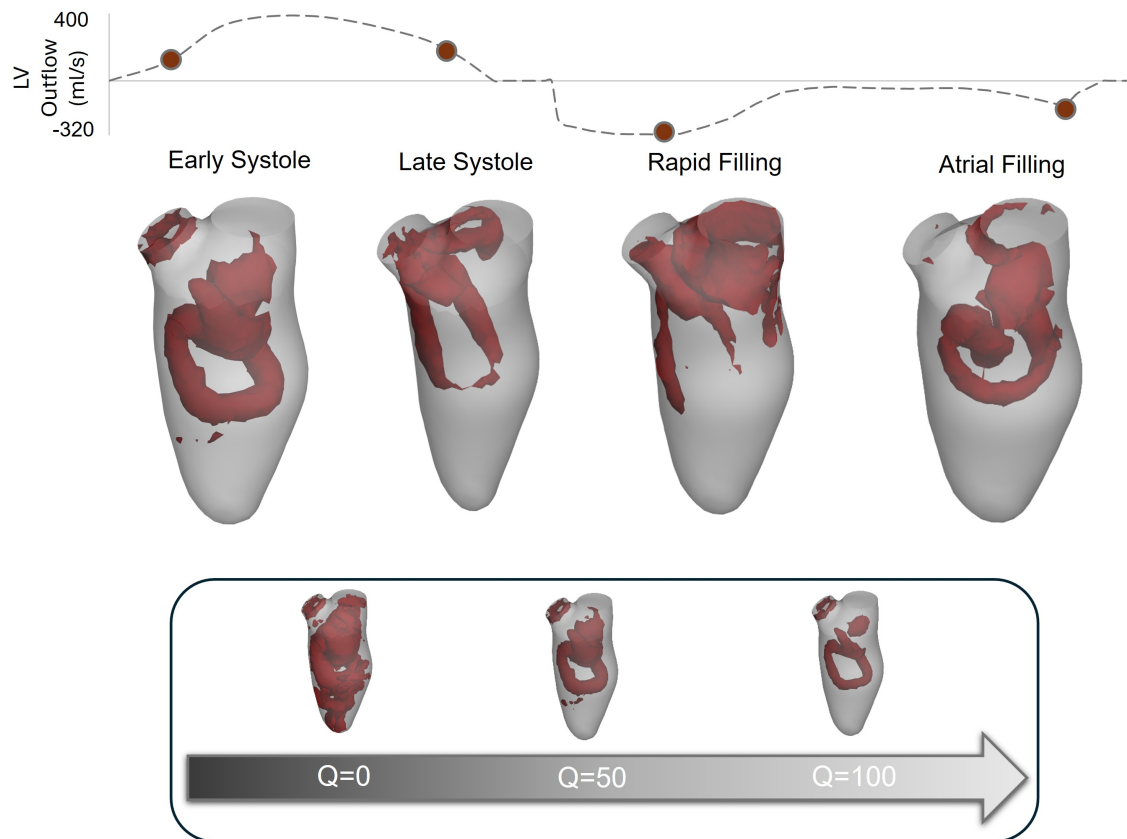 400
LV
Outflow
(ml/s)
-320
Early Systole
Late Systole
Rapid Filling
Atrial Filling
Q=0
Q=50
Q=100